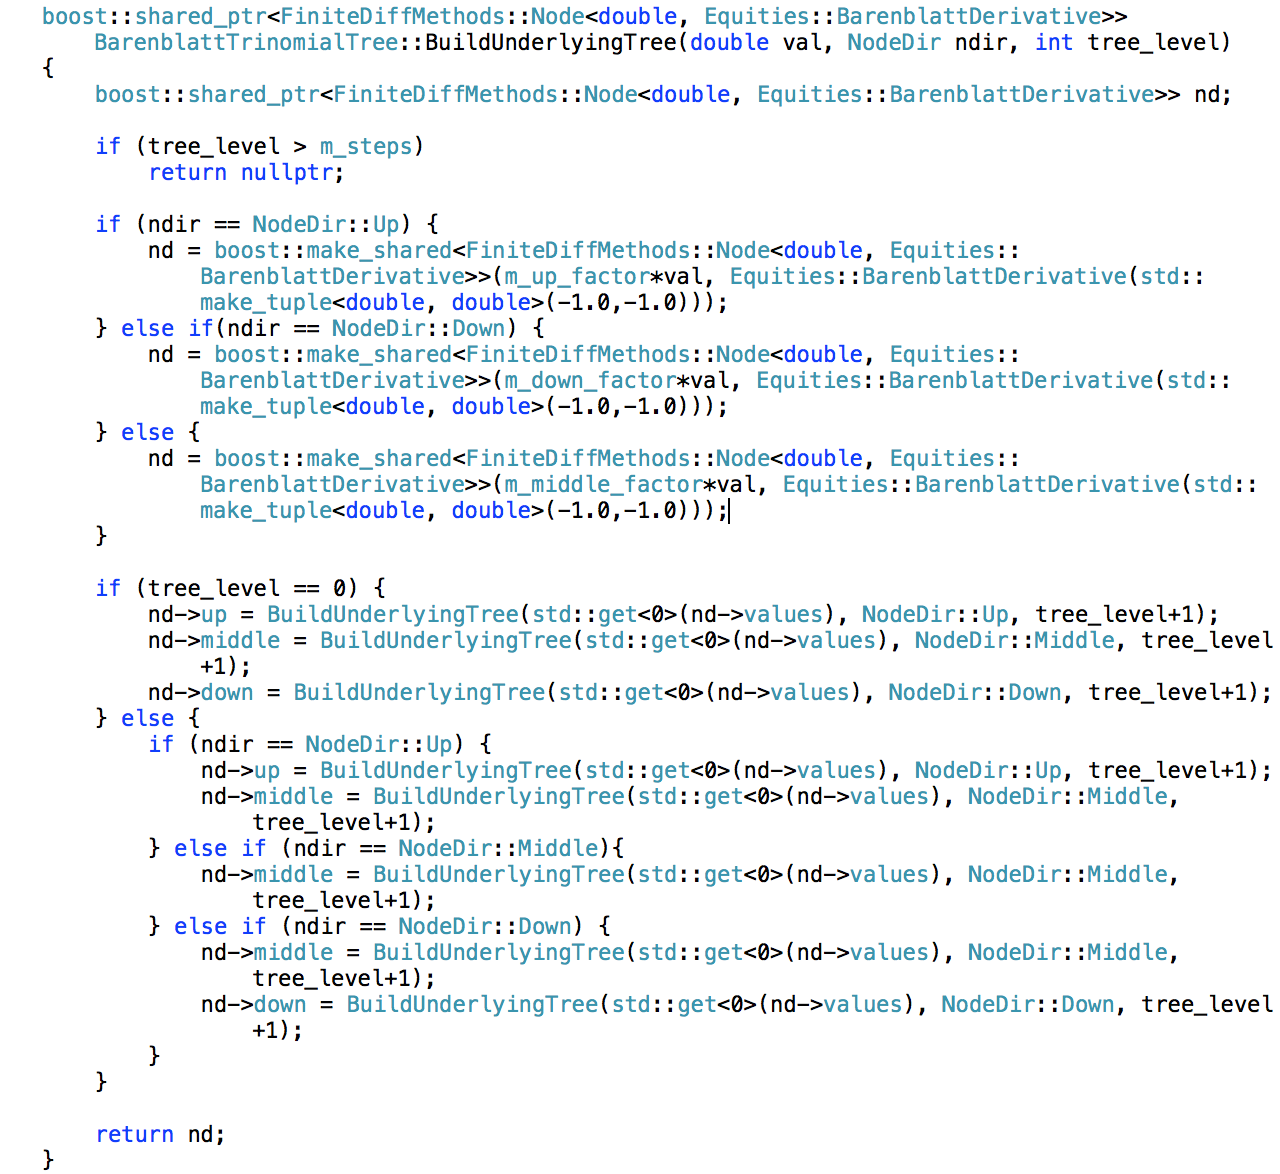 boost::shared_ptr<FiniteDiffMethods::Node<double, Equities::BarenblattDerivative>>
    BarenblattTrinomialTree::BuildUnderlyingTree(double val, NodeDir ndir, int tree_level)
{
    boost::shared_ptr<FiniteDiffMethods::Node<double, Equities::BarenblattDerivative>> nd;

    if (tree_level > m_steps)
        return nullptr;

    if (ndir == NodeDir::Up) {
        nd = boost::make_shared<FiniteDiffMethods::Node<double, Equities::
            BarenblattDerivative>>(m_up_factor*val, Equities::BarenblattDerivative(std::
            make_tuple<double, double>(-1.0,-1.0)));
    } else if(ndir == NodeDir::Down) {
        nd = boost::make_shared<FiniteDiffMethods::Node<double, Equities::
            BarenblattDerivative>>(m_down_factor*val, Equities::BarenblattDerivative(std::
            make_tuple<double, double>(-1.0,-1.0)));
    } else {
        nd = boost::make_shared<FiniteDiffMethods::Node<double, Equities::
            BarenblattDerivative>>(m_middle_factor*val, Equities::BarenblattDerivative(std::
            make_tuple<double, double>(-1.0,-1.0)));
    }

    if (tree_level == 0) {
        nd->up = BuildUnderlyingTree(std::get<0>(nd->values), NodeDir::Up, tree_level+1);
        nd->middle = BuildUnderlyingTree(std::get<0>(nd->values), NodeDir::Middle, tree_level
            +1);
        nd->down = BuildUnderlyingTree(std::get<0>(nd->values), NodeDir::Down, tree_level+1);
    } else {
        if (ndir == NodeDir::Up) {
            nd->up = BuildUnderlyingTree(std::get<0>(nd->values), NodeDir::Up, tree_level+1);
            nd->middle = BuildUnderlyingTree(std::get<0>(nd->values), NodeDir::Middle,
                tree_level+1);
        } else if (ndir == NodeDir::Middle){
            nd->middle = BuildUnderlyingTree(std::get<0>(nd->values), NodeDir::Middle,
                tree_level+1);
        } else if (ndir == NodeDir::Down) {
            nd->middle = BuildUnderlyingTree(std::get<0>(nd->values), NodeDir::Middle,
                tree_level+1);
            nd->down = BuildUnderlyingTree(std::get<0>(nd->values), NodeDir::Down, tree_level
                +1);
        }
    }

    return nd;
}